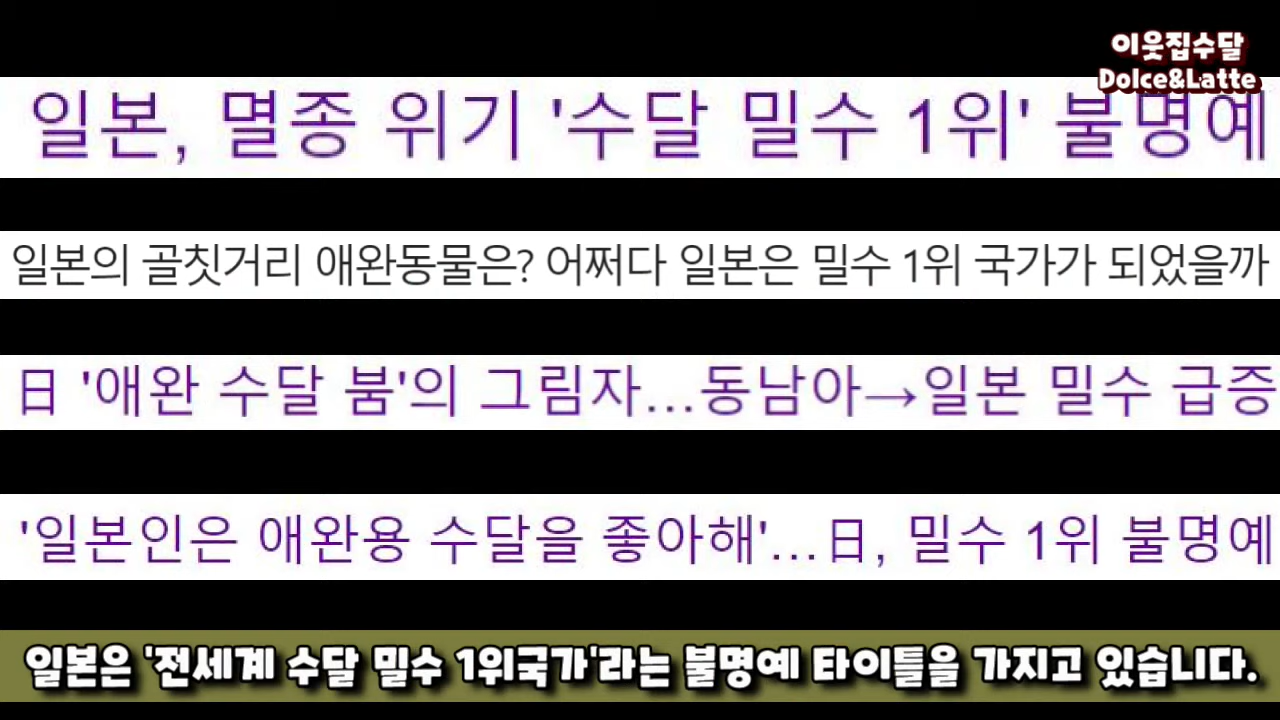 이웃집수달
Dolce&Latte
일본, 멸종 위기 '수달 밀수 1위' 불명예
일본의 골칫거리 애완동물은? 어쩌다 일본은 밀수 1위 국가가 되었을까
日 '애완 수달 붐'의 그림자...동남아→일본 밀수 급증
'일본인은 애완용 수달을 좋아해'...日, 밀수 1위 불명예
일본은 '전세계 수달 밀수 1위국가'라는 불명예 타이틀을 가지고 있습니다.